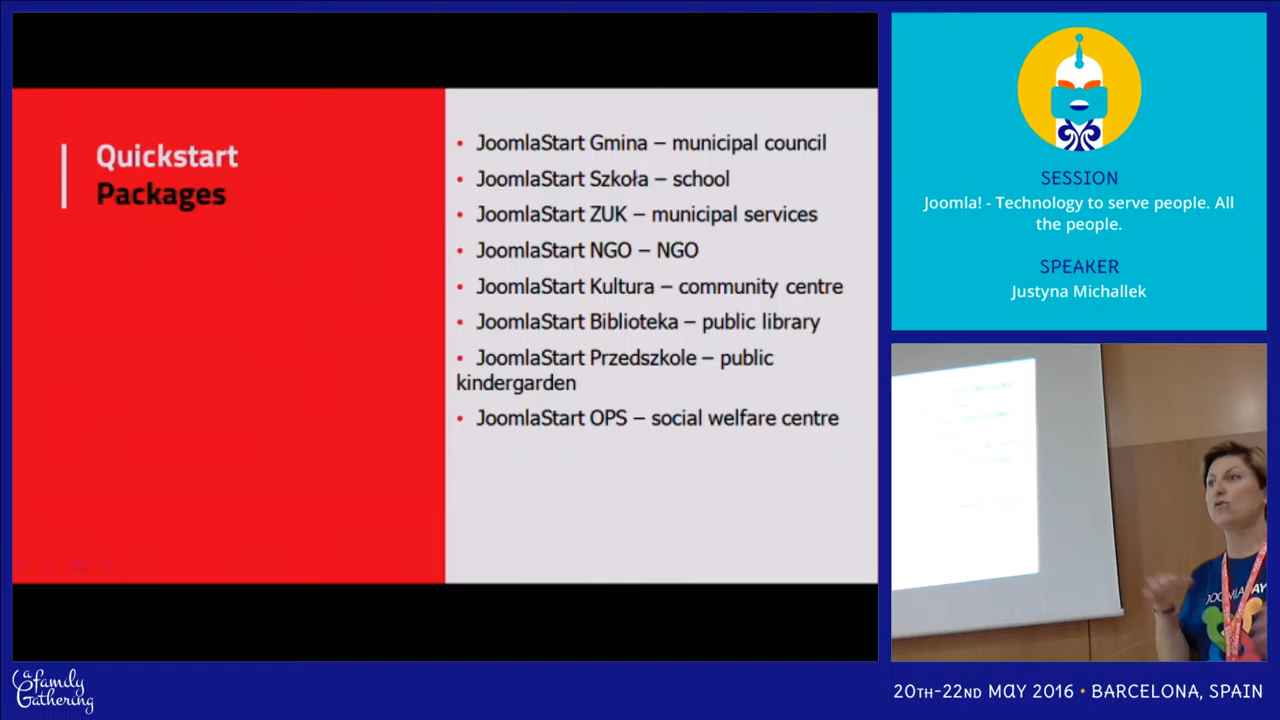 Quickstart
Packages
• JoomlaStart Gmina – municipal council
• JoomlaStart Szkoła – school
• JoomlaStart ZUK – municipal services
• JoomlaStart NGO – NGO
• JoomlaStart Kultura – community centre
• JoomlaStart Biblioteka – public library
• JoomlaStart Przedszkole – public
kindergarden
• JoomlaStart OPS – social welfare centre
SESSION
Joomla! - Technology to serve people. All
the people.
SPEAKER
Justyna Michallek
a family
Gathering
20TH-22ND MAY 2016 • BARCELONA, SPAIN